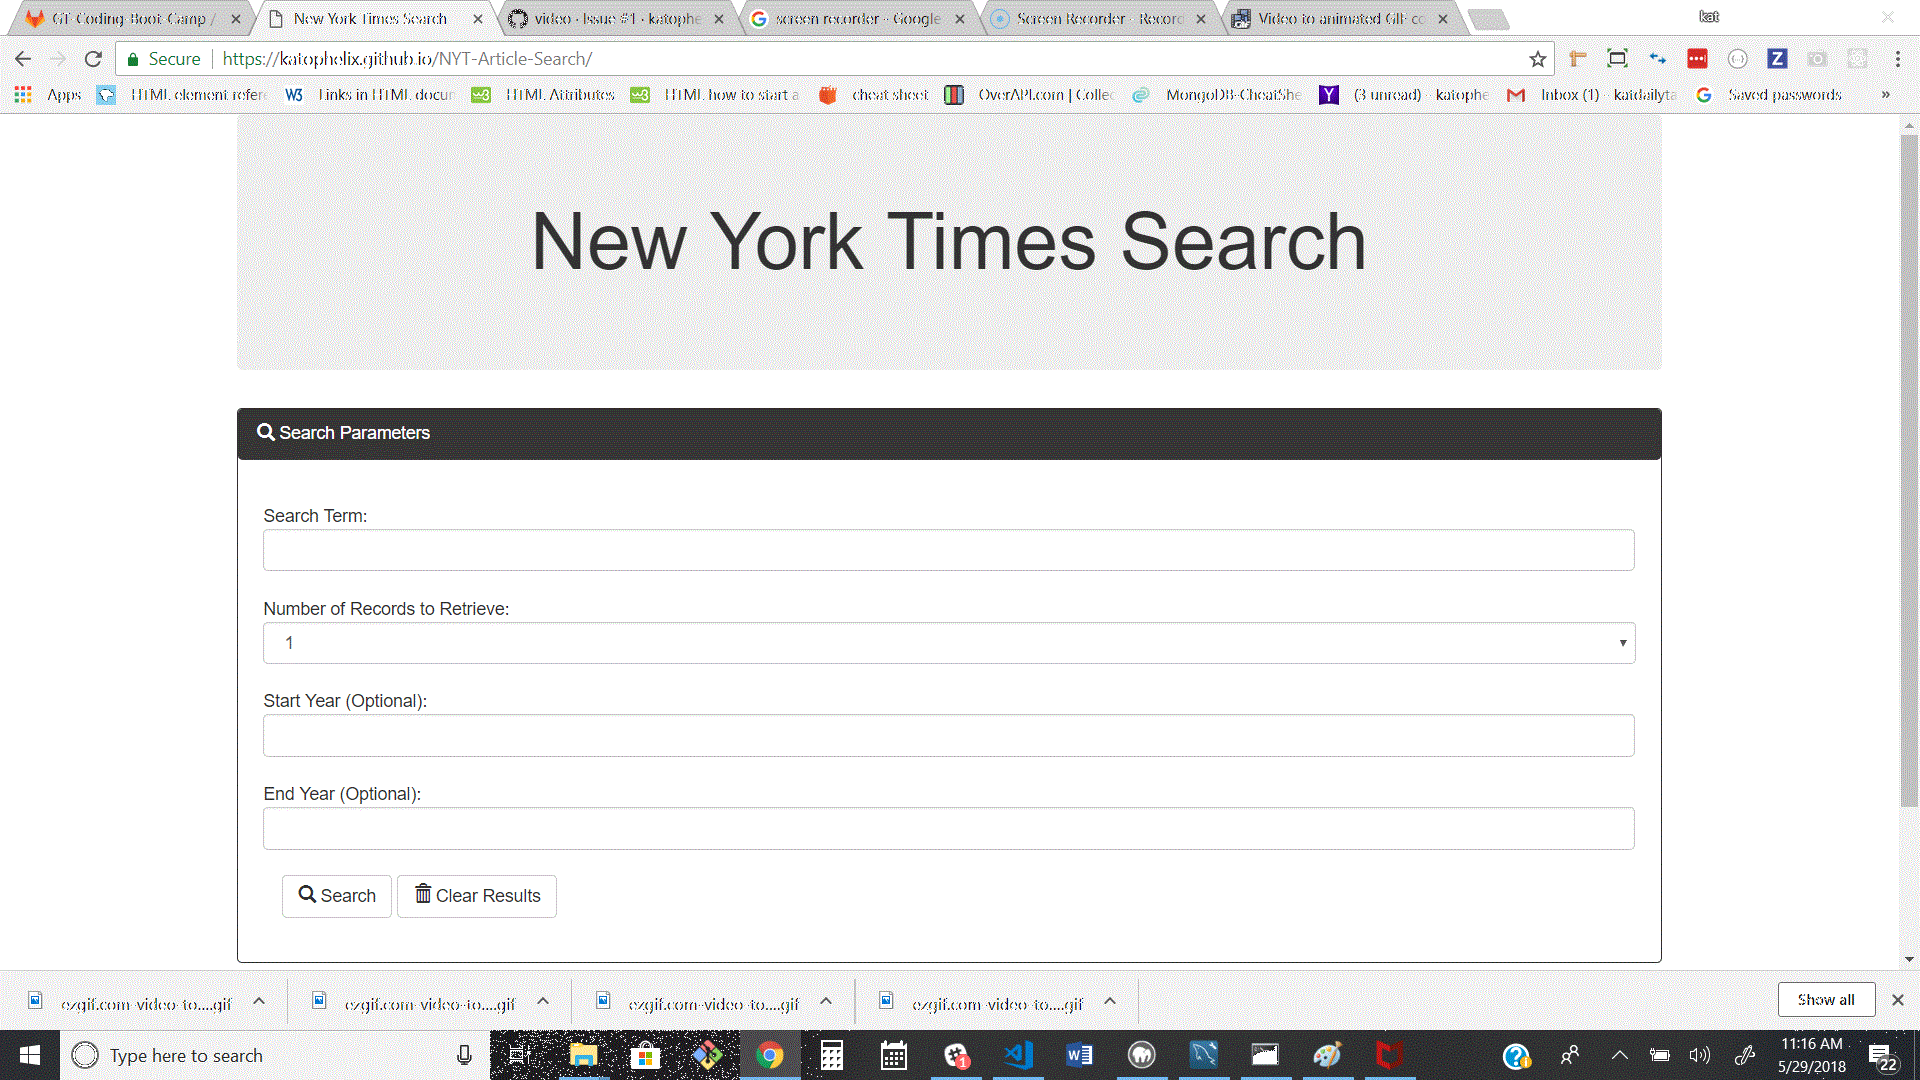 GT-Coding-Boot-Camp /
New York Times Search
video · Issue #1 · katophe
screen recorder - Google
Screen Recorder - Record
Video to animated GIF co
kat
Secure
https://katophelix.github.io/NYT-Article-Search/
Apps
HTML element refere
W3
Links in HTML docum
w3
HTML Attributes
w3
HTML how to start a
cheat sheet
OverAPI.com | Collec
MongoDB-CheatShe
Y
(3 unread) - katophe
Inbox (1) - katdailyta
Saved passwords
»
New York Times Search
Search Parameters
Search Term:
Number of Records to Retrieve:
1
Start Year (Optional):
End Year (Optional):
Search
Clear Results
ezgif.com-video-to....gif
ezgif.com-video-to....gif
ezgif.com-video-to....gif
ezgif.com-video-to....gif
Show all
Type here to search
1
11:16 AM
5/29/2018
22